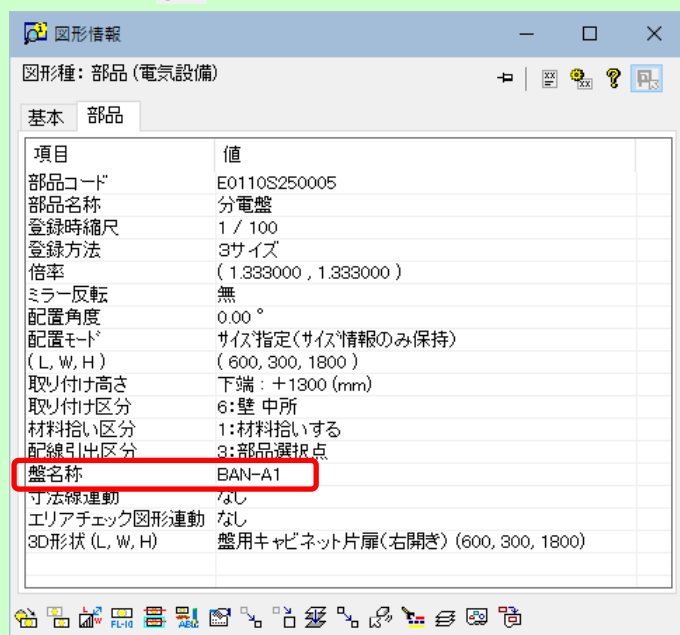 図形情報
図形種: 部品 (電気設備)
基本 部品
項目 値
部品コード E0110S250005
部品名称 分電盤
登録時縮尺 1 / 100
登録方法 3サイズ
倍率 ( 1.333000 , 1.333000 )
ミラー反転 無
配置角度 0.00 °
配置モード サイズ指定(サイズ情報のみ保持)
( L, W, H ) ( 600, 300, 1800 )
取り付け高さ 下端 : +1300 (mm)
取り付け区分 6:壁 中所
材料拾い区分 1:材料拾いする
配線引出区分 3:部品選択点
盤名称 BAN-A1
寸法線連動 なし
エリアチェック図形連動 なし
3D形状 (L, W, H) 盤用キャビネット片扉(右開き) (600, 300, 1800)